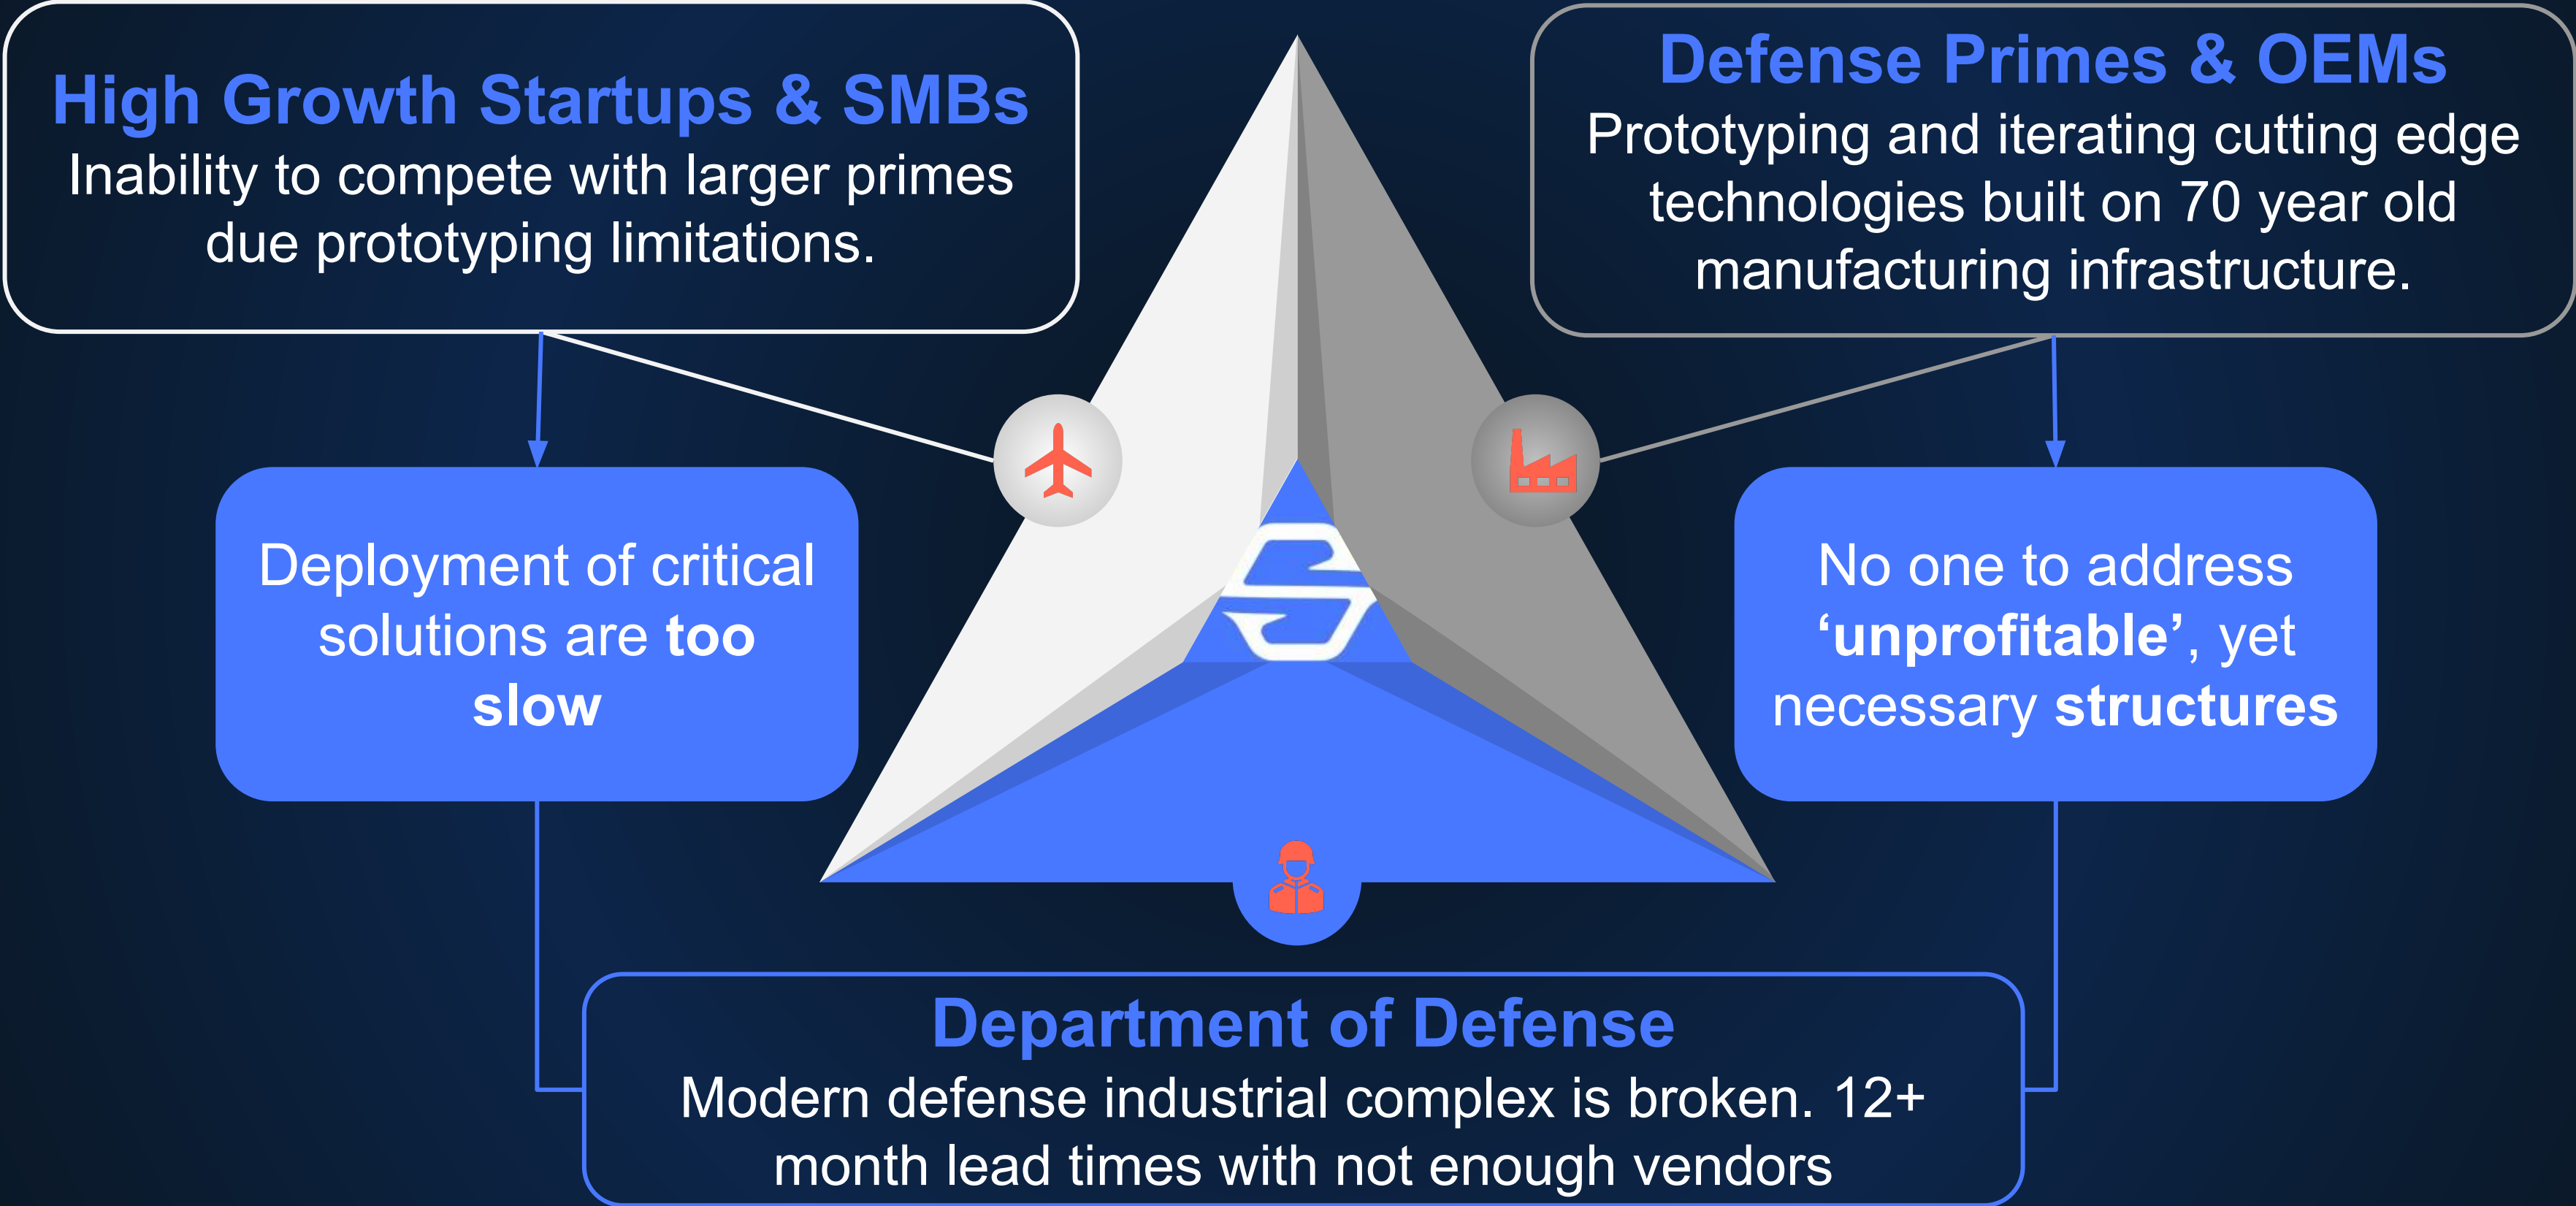 High Growth Startups & SMBs
Inability to compete with larger primes
due prototyping limitations.
Defense Primes & OEMs
Prototyping and iterating cutting edge
technologies built on 70 year old
manufacturing infrastructure.
Deployment of critical
solutions are too
slow
No one to address
‘unprofitable’, yet
necessary structures
Department of Defense
Modern defense industrial complex is broken. 12+
month lead times with not enough vendors